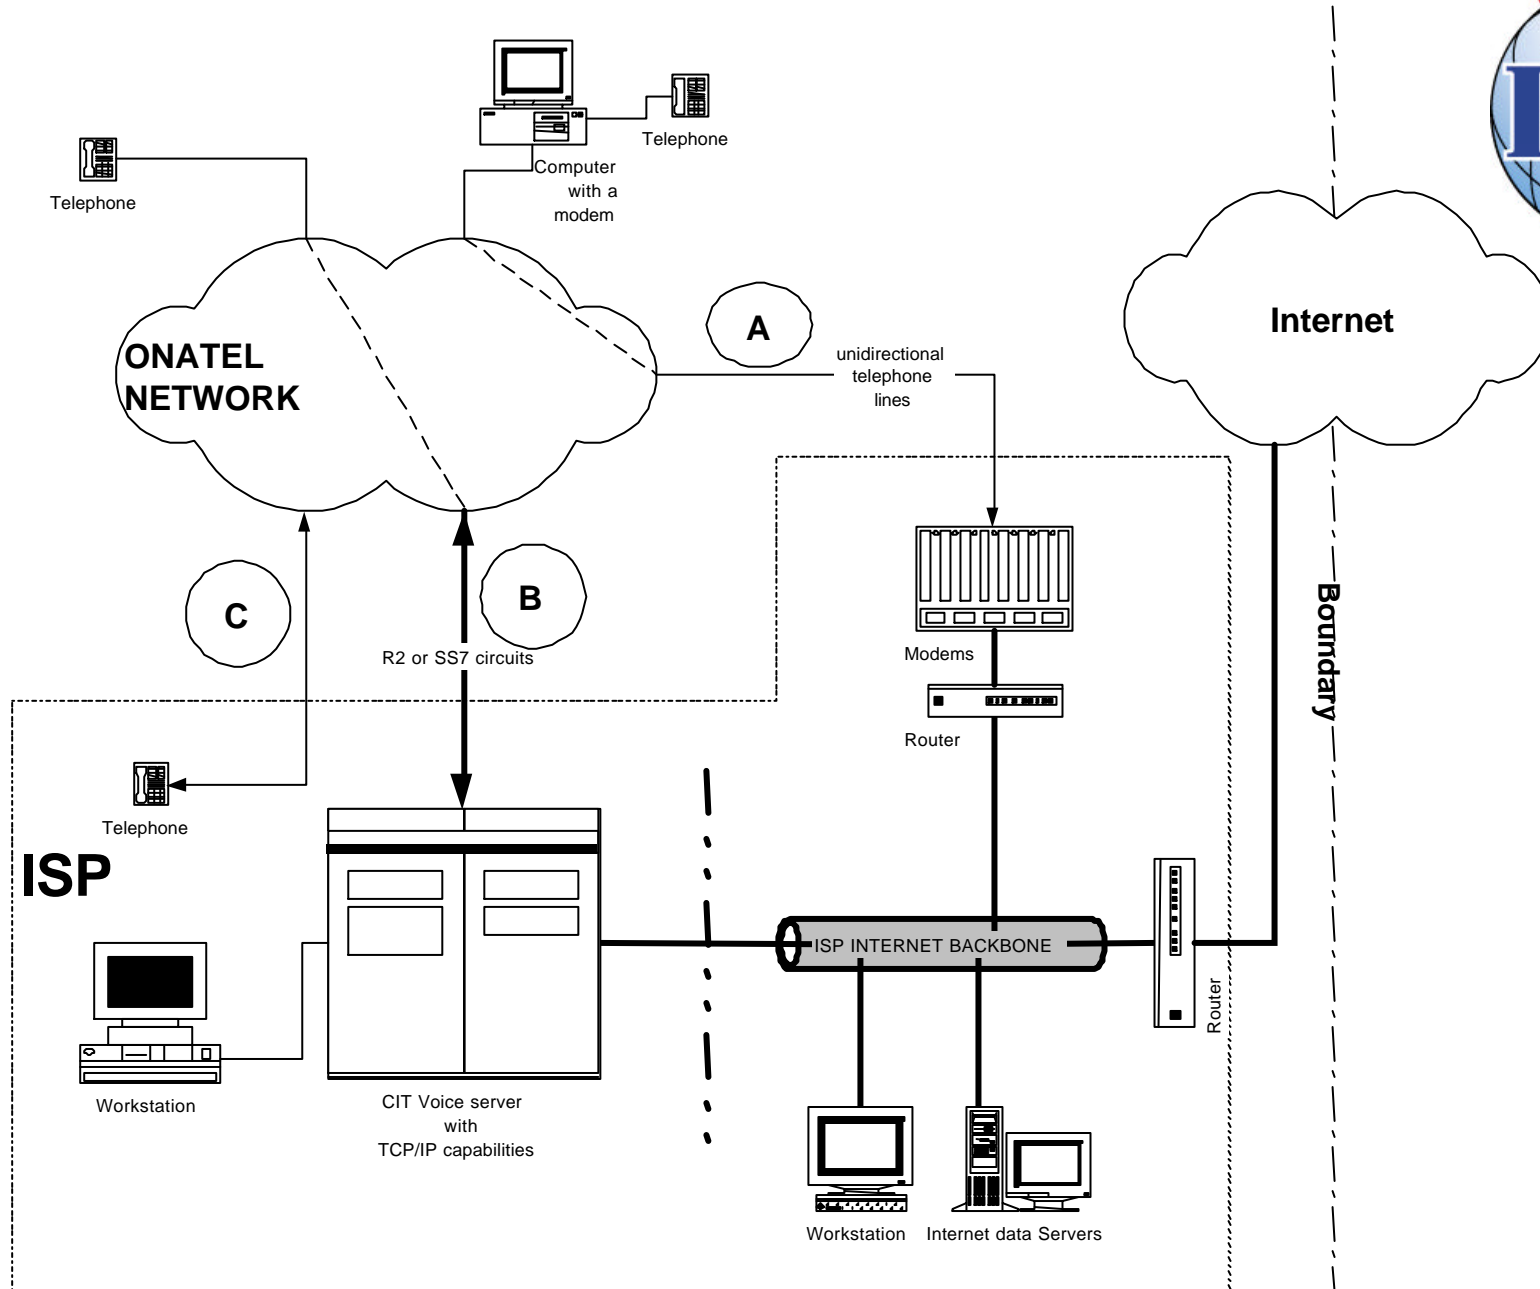 Telephone
Computer
with a
modem
Telephone
ONATEL
NETWORK
A
unidirectional
telephone
lines
Internet
C
B
R2 or SS7 circuits
Modems
Router
Boundary
Telephone
ISP
ISP INTERNET BACKBONE
Router
Workstation
CIT Voice server
with
TCP/IP capabilities
Workstation
Internet data Servers